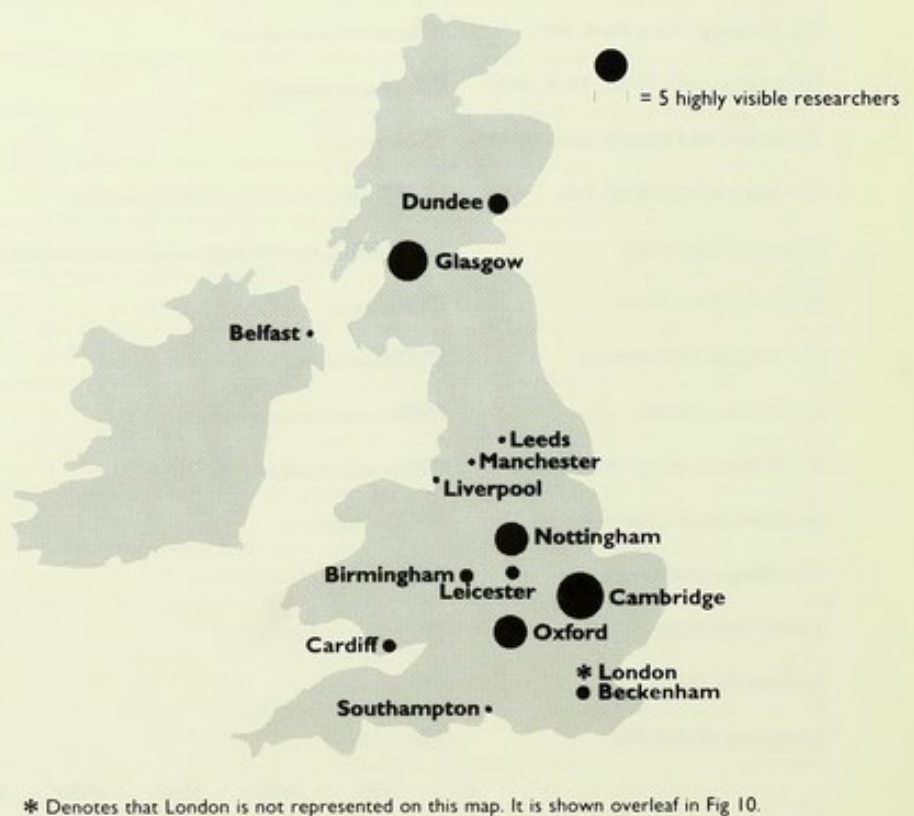 = 5 highly visible researchers
Dundee
Glasgow
Belfast
Leeds
Manchester
Liverpool
Nottingham
Birmingham
Leicester
Cambridge
Oxford
Cardiff
* London
Beckenham
Southampton
* Denotes that London is not represented on this map. It is shown overleaf in Fig 10.